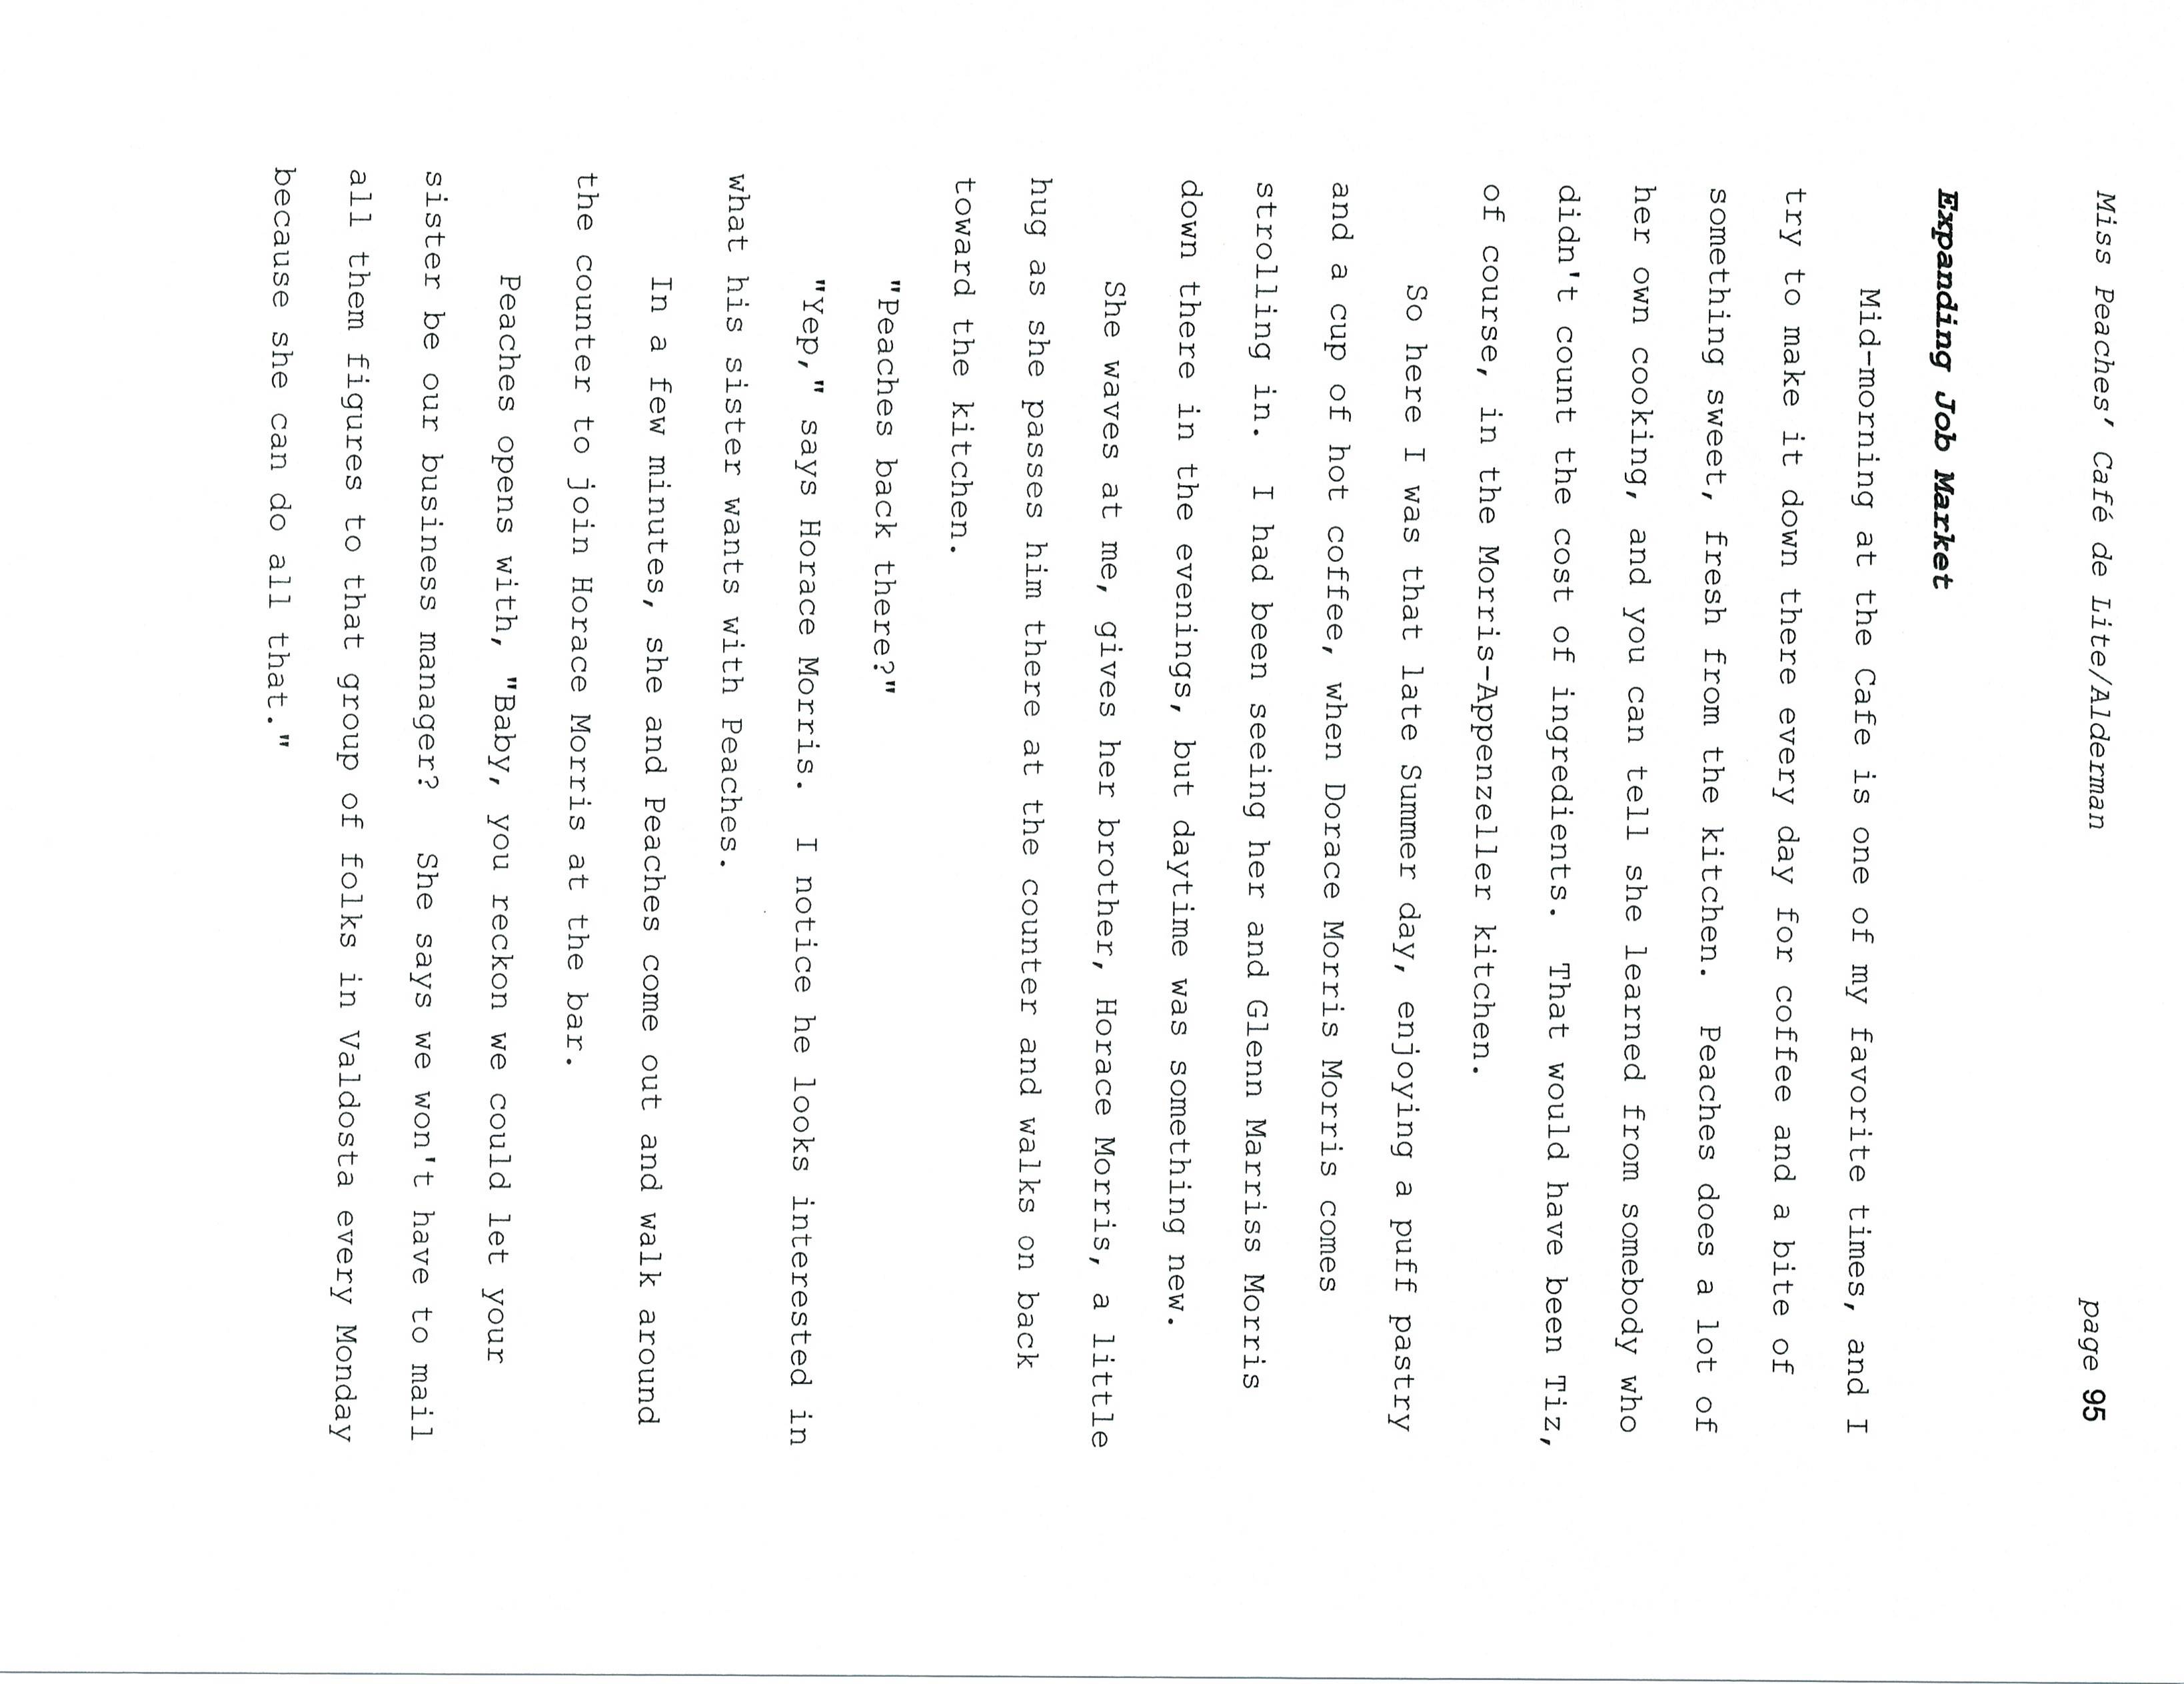 Miss Peaches' Café de Lite/Alderman page 95
Expanding Job Market
Mid-morning at the Cafe is one of my favorite times, and I
try to make it down there every day for coffee and a bite of
something sweet, fresh from the kitchen. Peaches does a lot of
her own cooking, and you can tell she learned from somebody who
didn't count the cost of ingredients. That would have been Tiz,
of course, in the Morris-Appenzeller kitchen.
So here I was that late Summer day, enjoying a puff pastry
and a cup of hot coffee, when Dorace Morris Morris comes
strolling in. I had been seeing her and Glenn Marriss Morris
down there in the evenings, but daytime was something new.
She waves at me, gives her brother, Horace Morris, a little
hug as she passes him there at the counter and walks on back
toward the kitchen.
"Peaches back there?"
"Yep," says Horace Morris. I notice he looks interested in
what his sister wants with Peaches.
In a few minutes, she and Peaches come out and walk around
the counter to join Horace Morris at the bar.
Peaches opens with, "Baby, you reckon we could let your
sister be our business manager? She says we won't have to mail
all them figures to that group of folks in Valdosta every Monday
because she can do all that."